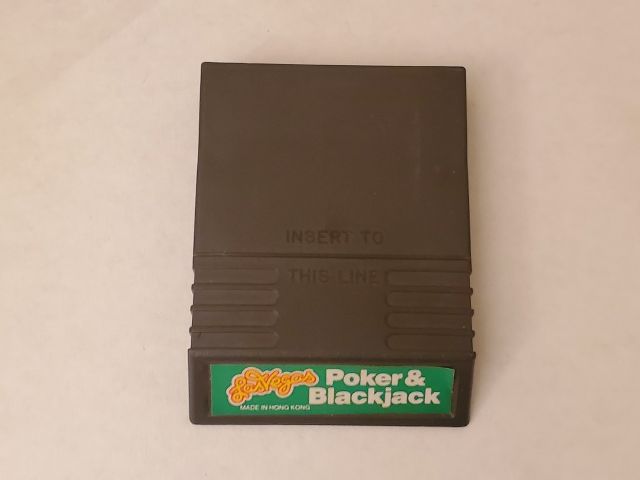 INSERT TO
THIS LINE
Las Vegas Poker &
Blackjack
MADE IN HONG KONG